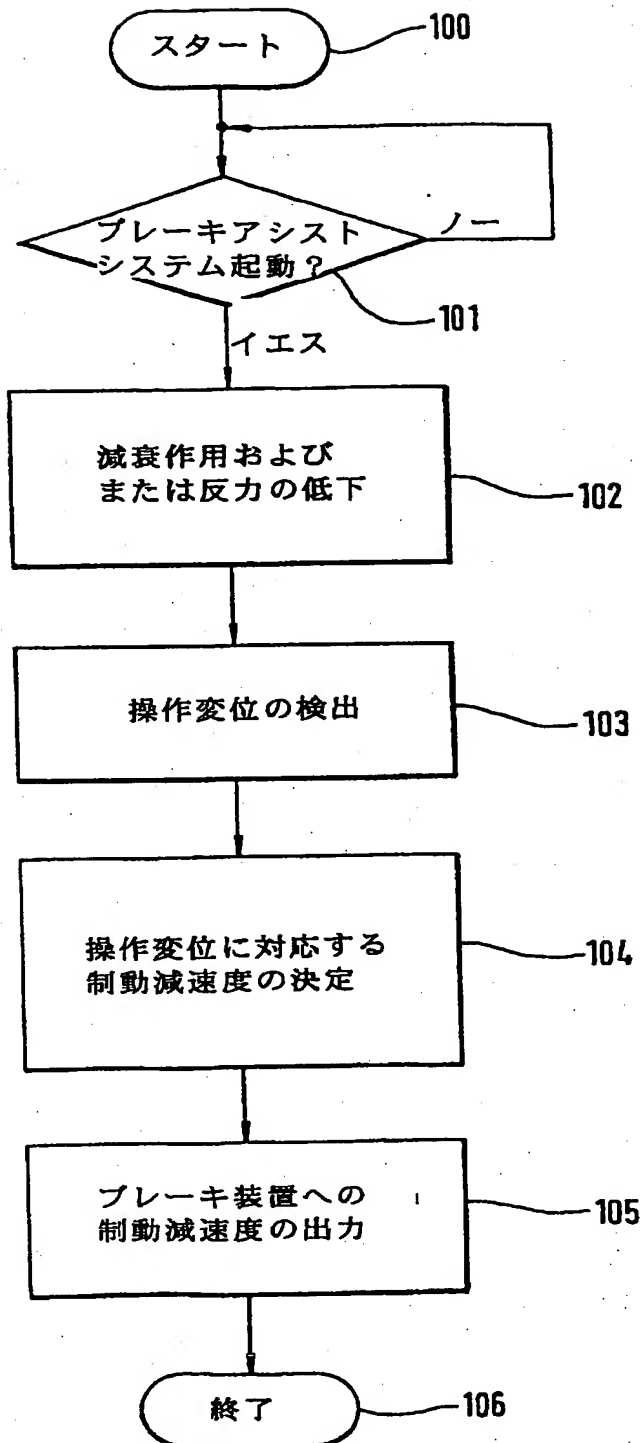 スタート
100
ブレーキアシスト
システム起動？
ノー
101
イエス
減衰作用および
または反力の低下
102
操作変位の検出
103
操作変位に対応する
制動減速度の決定
104
ブレーキ装置への
制動減速度の出力
105
終了
106